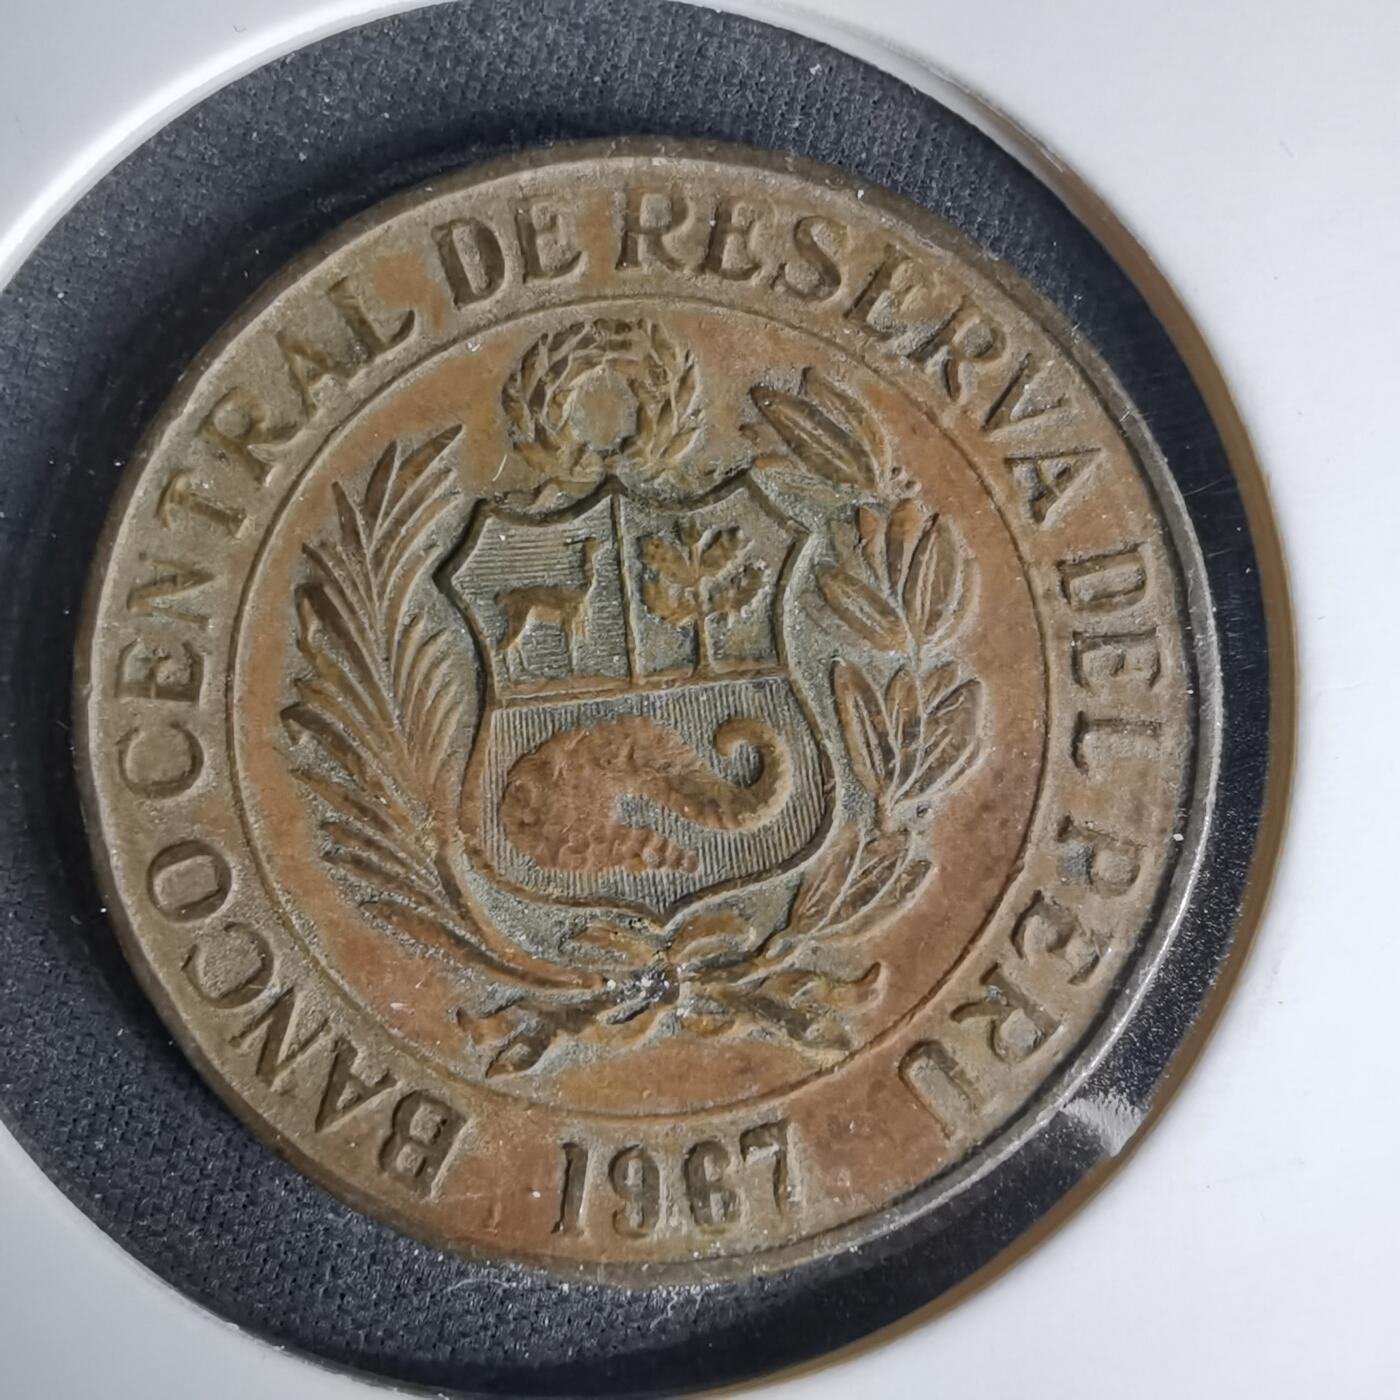 BANCO CENTRAL DE RESERVA DEL PERU
1967